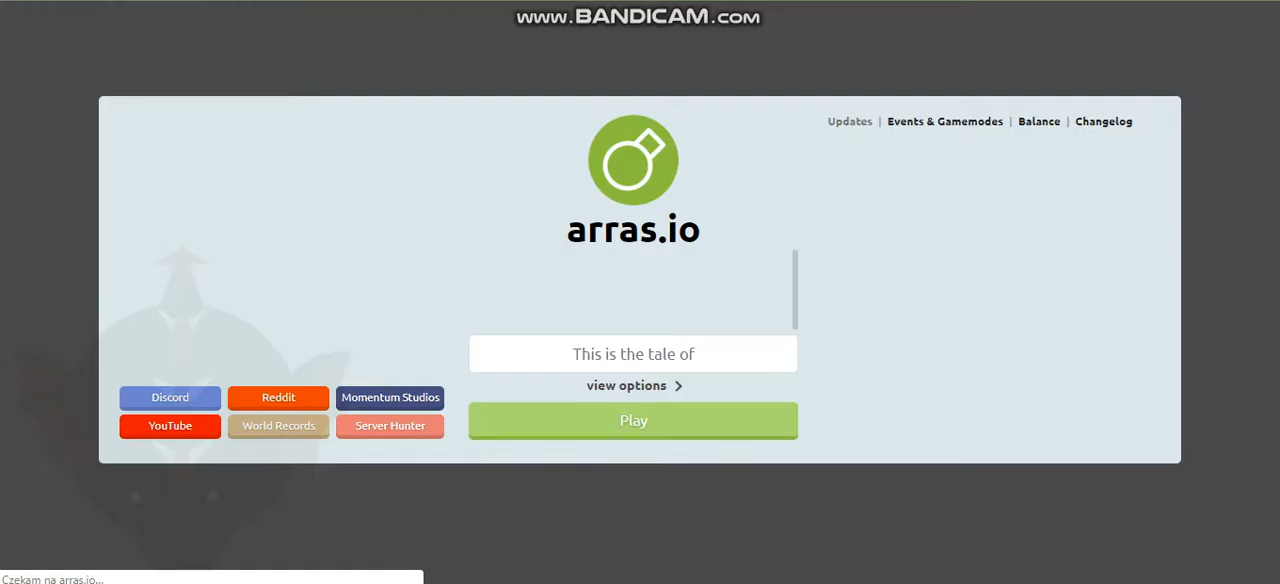 www.BANDICAM.com
Updates | Events & Gamemodes | Balance | Changelog
arras.io
This is the tale of
view options
Play
Discord
Reddit
Momentum Studios
YouTube
World Records
Server Hunter
Czekam na arras.io...